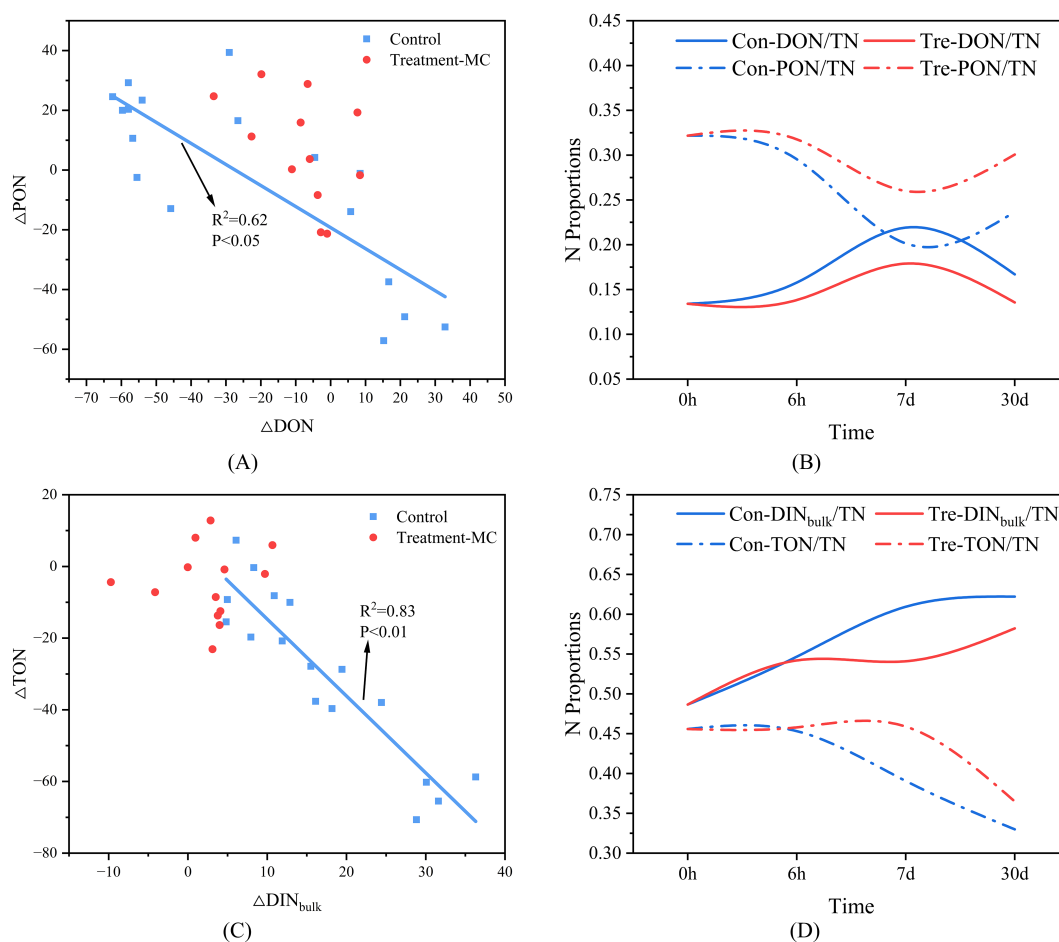 40
20
0
−20
−40
−60
△PON
Control
Treatment-MC
R²=0.62
P<0.05
−70 −60 −50 −40 −30 −20 −10 0 10 20 30 40 50
△DON
(A)
0.45
0.40
0.35
0.30
0.25
0.20
0.15
0.10
0.05
N Proportions
Con-DON/TN Tre-DON/TN
Con-PON/TN Tre-PON/TN
0h 6h 7d 30d
Time
(B)
20
0
−20
−40
−60
−80
△TON
Control
Treatment-MC
R²=0.83
P<0.01
−10 0 10 20 30 40
△DINbulk
(C)
0.75
0.70
0.65
0.60
0.55
0.50
0.45
0.40
0.35
0.30
N Proportions
Con-DINbulk/TN Tre-DINbulk/TN
Con-TON/TN Tre-TON/TN
0h 6h 7d 30d
Time
(D)